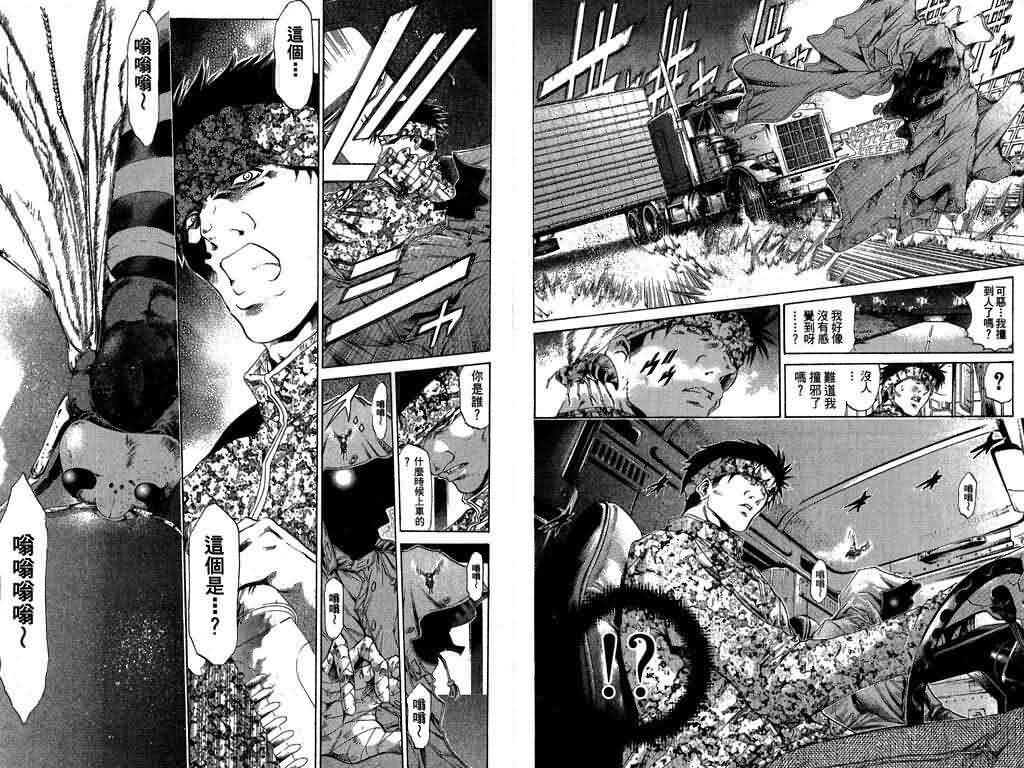 可惡…我撞
到人了嗎?
我好像
沒有感
覺到呀
……?
?
沒人
…
難道我
撞邪了
嗎?
嗡嗡~
嗡嗡~
!!?
你是誰?
什麼時候上車的
?
嗡嗡~
嗡嗡~
嗡嗡~
嗡嗡~
這個…
這個是…?
嗡嗡嗡~
嗡嗡嗡嗡~